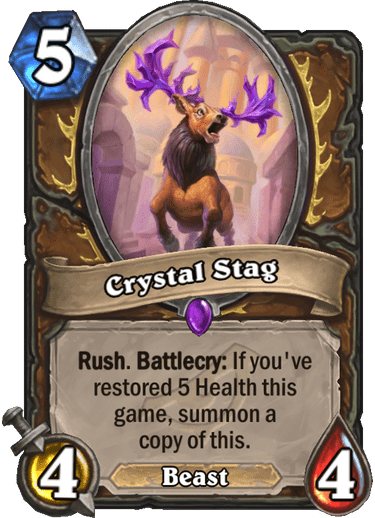 5
Crystal Stag
Rush. Battlecry: If you've
restored 5 Health this
game, summon a
copy of this.
4
Beast
4